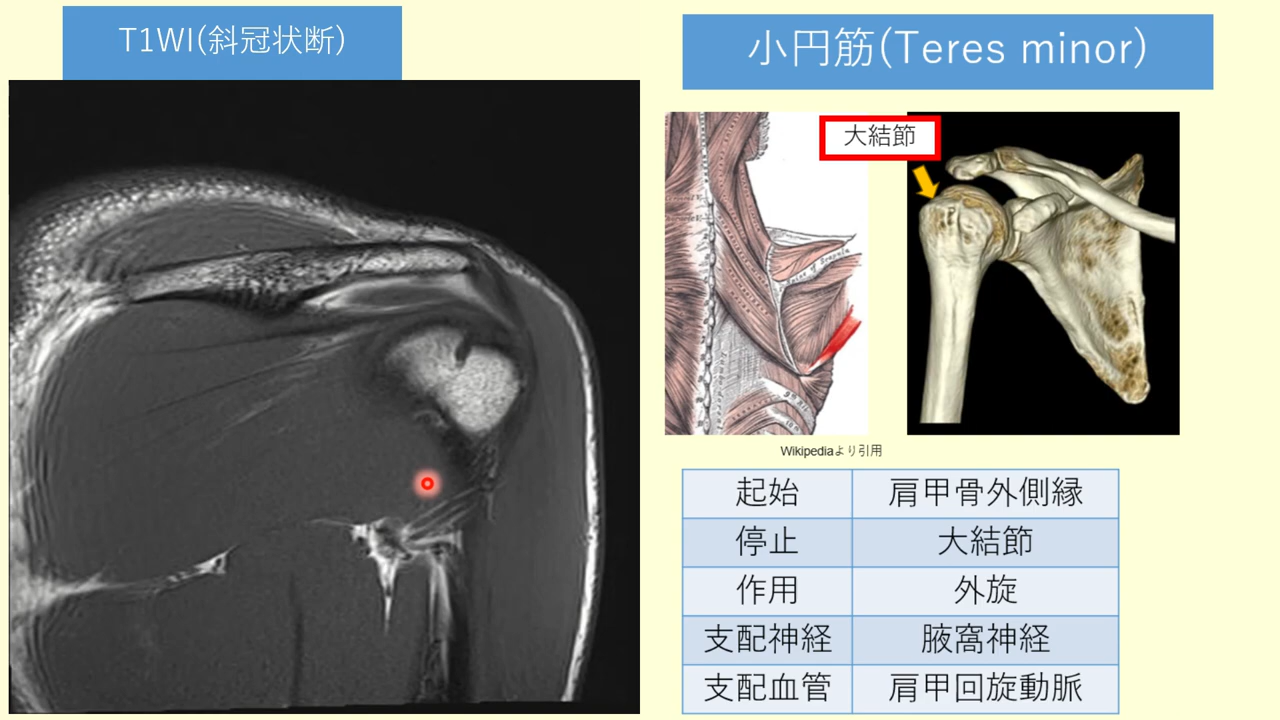 T1WI(斜冠状断)
小円筋(Teres minor)
大結節
Wikipediaより引用
起始 肩甲骨外側縁
停止 大結節
作用 外旋
支配神経 腋窩神経
支配血管 肩甲回旋動脈